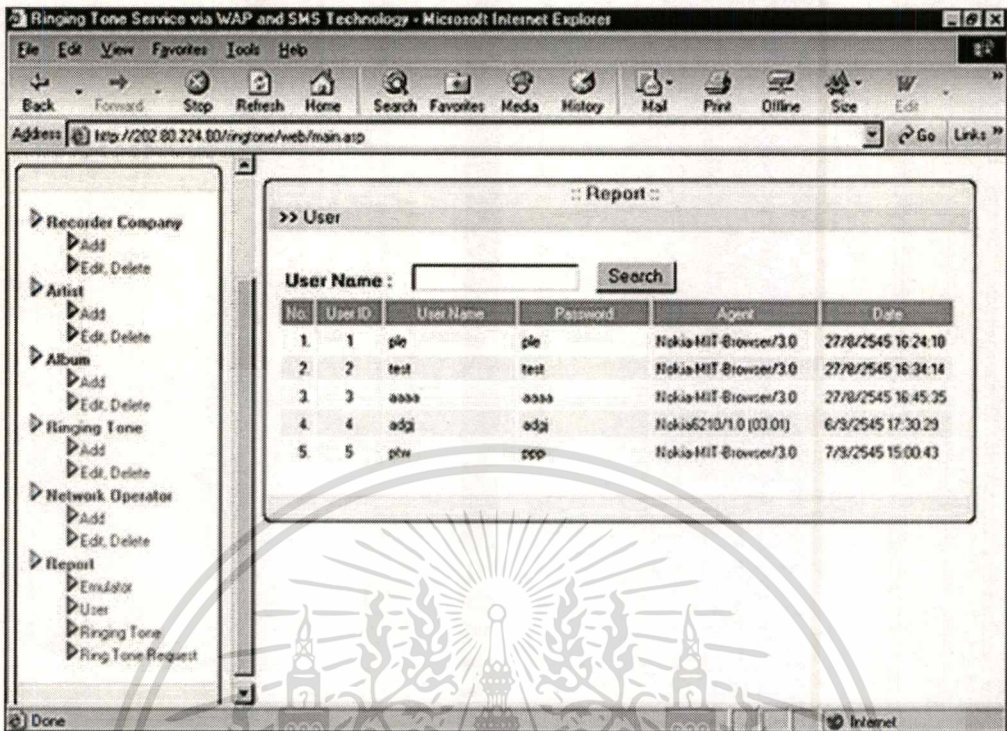 Ringing Tone Service via WAP and SMS Technology - Microsoft Internet Explorer
File Edit View Favorites Tools Help
Back Forward Stop Refresh Home Search Favorites Media History Mail Print Offline Size Edit
Address http://202.80.224.80/ringtone/web/main.asp Go Links
Recorder Company
Add
Edit, Delete
Artist
Add
Edit, Delete
Album
Add
Edit, Delete
Ringing Tone
Add
Edit, Delete
Network Operator
Add
Edit, Delete
Report
Emulator
User
Ringing Tone
Ring Tone Request
:: Report ::
>> User
User Name : Search
No. User ID User Name Password Agent Date
1. 1 ple ple Nokia-MIT-Browser/3.0 27/8/2545 16:24:10
2. 2 test test Nokia-MIT-Browser/3.0 27/8/2545 16:34:14
3. 3 aaaa aaaa Nokia-MIT-Browser/3.0 27/8/2545 16:45:35
4. 4 adgj adgj Nokia6210/1.0 (03.01) 6/9/2545 17:30:29
5. 5 ptw ppp Nokia-MIT-Browser/3.0 7/9/2545 15:00:43
Done Internet